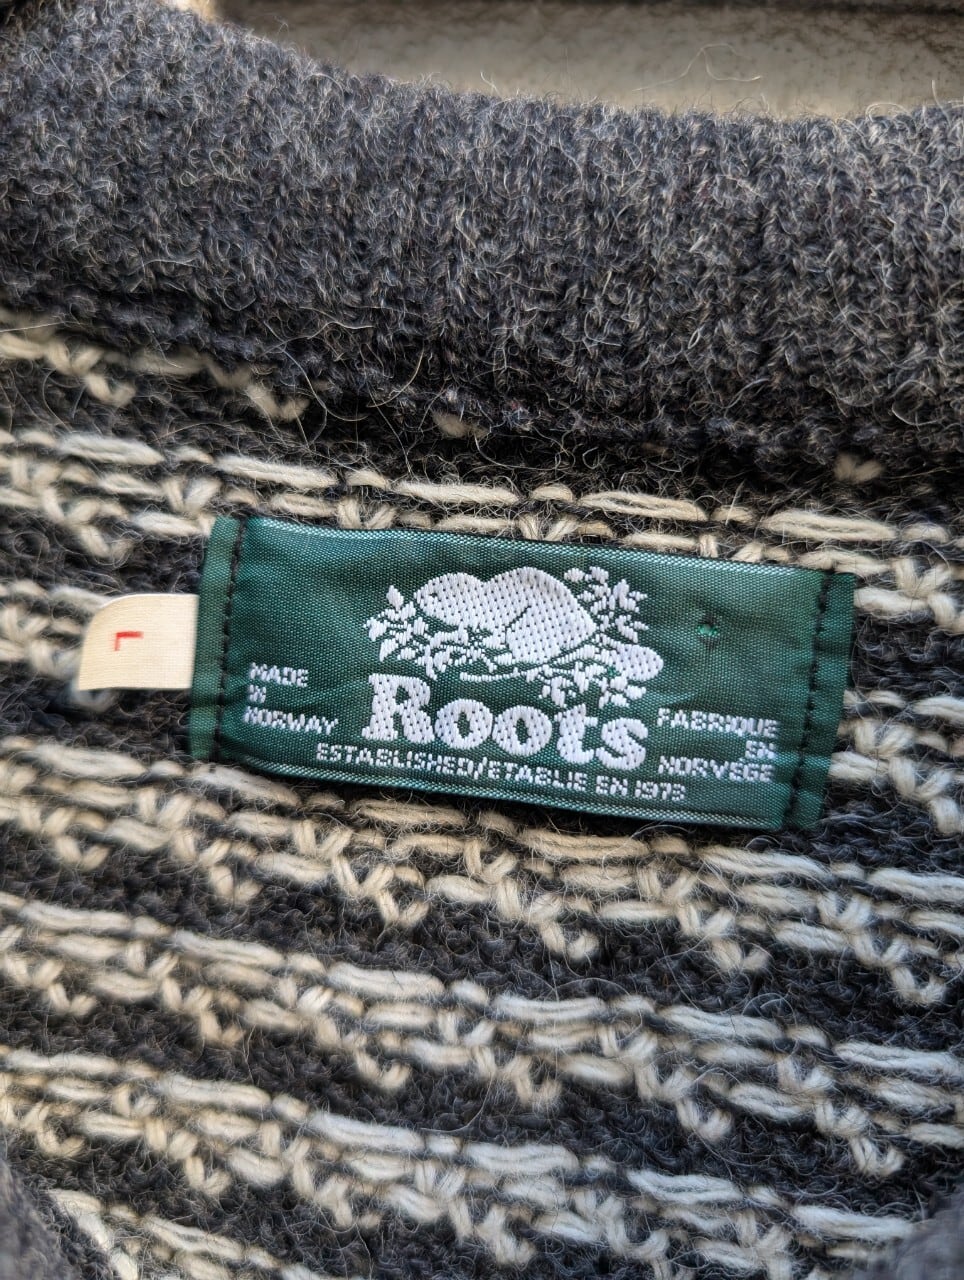 L
Roots
MADE
IN
NORWAY
FABRIQUE
EN
NORVEGE
ESTABLISHED/ETABLIE EN 1973